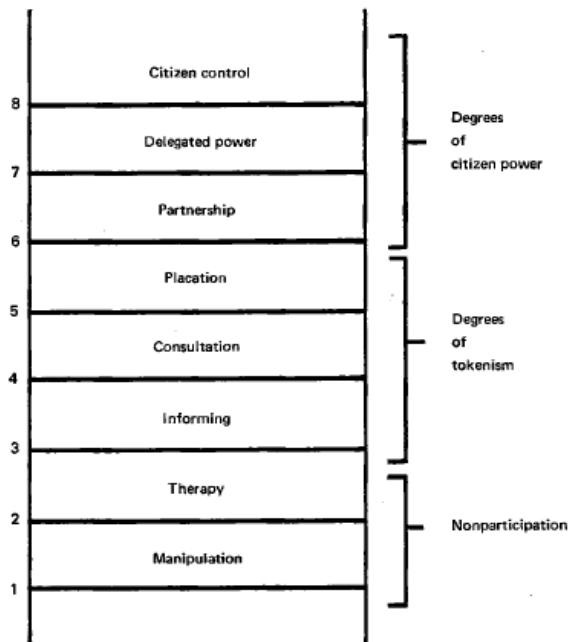 Citizen control
8
Delegated power
7
Partnership
6
Placation
5
Consultation
4
Informing
3
Therapy
2
Manipulation
1
Degrees
of
citizen power
Degrees
of
tokenism
Nonparticipation